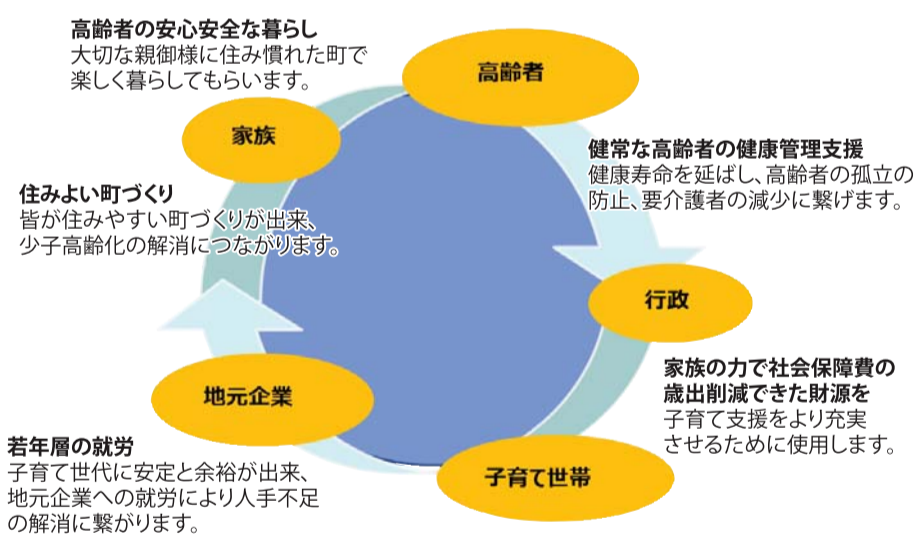 高齢者の安心安全な暮らし
大切な親御様に住み慣れた町で
楽しく暮らしてもらいます。
高齢者
家族
健常な高齢者の健康管理支援
健康寿命を延ばし、高齢者の孤立の
防止、要介護者の減少に繋げます。
住みよい町づくり
皆が住みやすい町づくりが出来、
少子高齢化の解消につながります。
行政
家族の力で社会保障費の
歳出削減できた財源を
子育て支援をより充実
させるために使用します。
地元企業
若年層の就労
子育て世代に安定と余裕が出来、
地元企業への就労により人手不足
の解消に繋がります。
子育て世帯